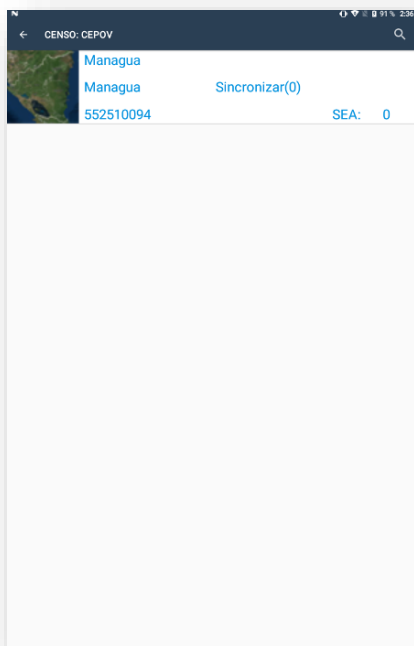 91% 2:36
CENSO: CEPOV
Managua
Managua Sincronizar(0)
552510094 SEA: 0